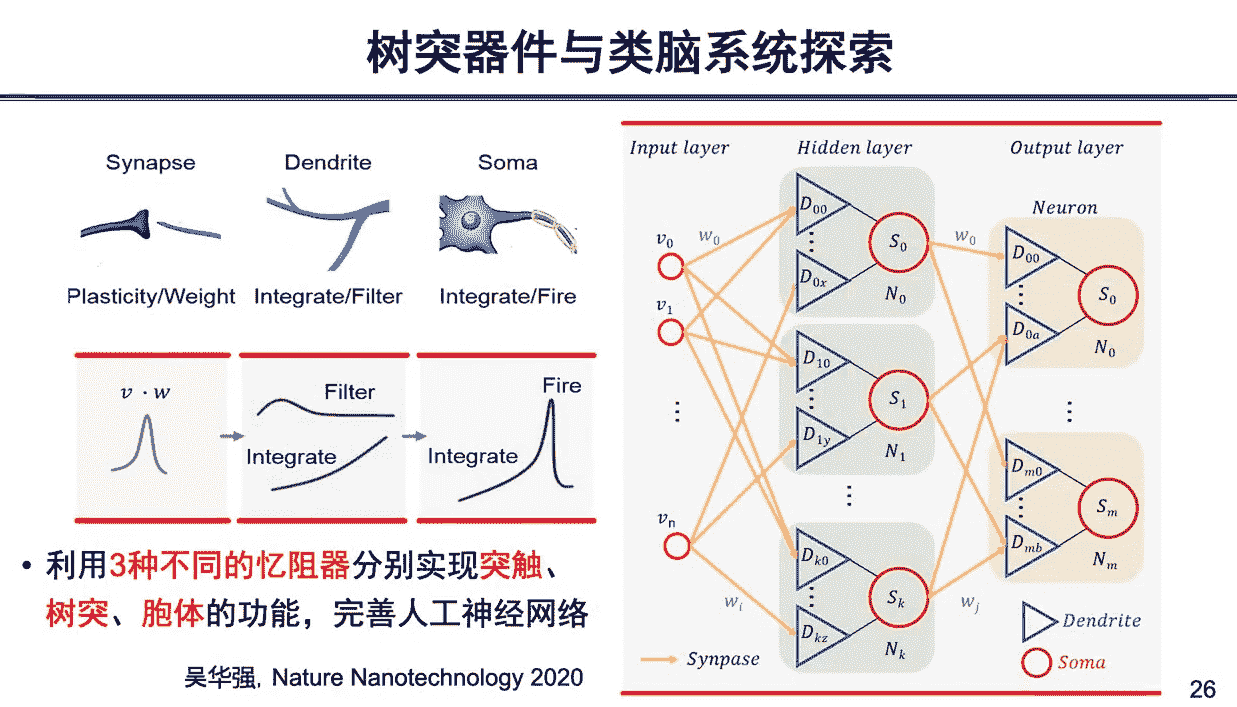 树突器件与类脑系统探索
Synapse
Dendrite
Soma
Plasticity/Weight
Integrate/Filter
Integrate/Fire
v · w
Filter
Integrate
Fire
Integrate
• 利用3种不同的忆阻器分别实现突触、
树突、胞体的功能，完善人工神经网络
吴华强, Nature Nanotechnology 2020
Input layer
Hidden layer
Output layer
Neuron
v₀
w₀
D₀₀
⋮
D₀ₓ
S₀
N₀
v₁
D₁₀
⋮
D₁y
S₁
N₁
⋮
⋮
vₙ
wᵢ
Dₖ₀
⋮
Dkz
Sₖ
Nₖ
w₀
D₀₀
⋮
D₀ₐ
S₀
N₀
⋮
Dₘ₀
⋮
Dmb
Sₘ
Nₘ
wⱼ
Synpase
Dendrite
Soma
26